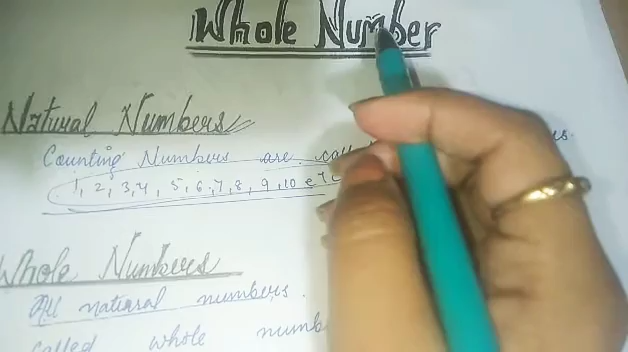 Whole Number
Natural Numbers
Counting Numbers are
1, 2, 3, 4, 5, 6, 7, 8, 9, 10 etc
Whole Numbers
All natural numbers.
called whole